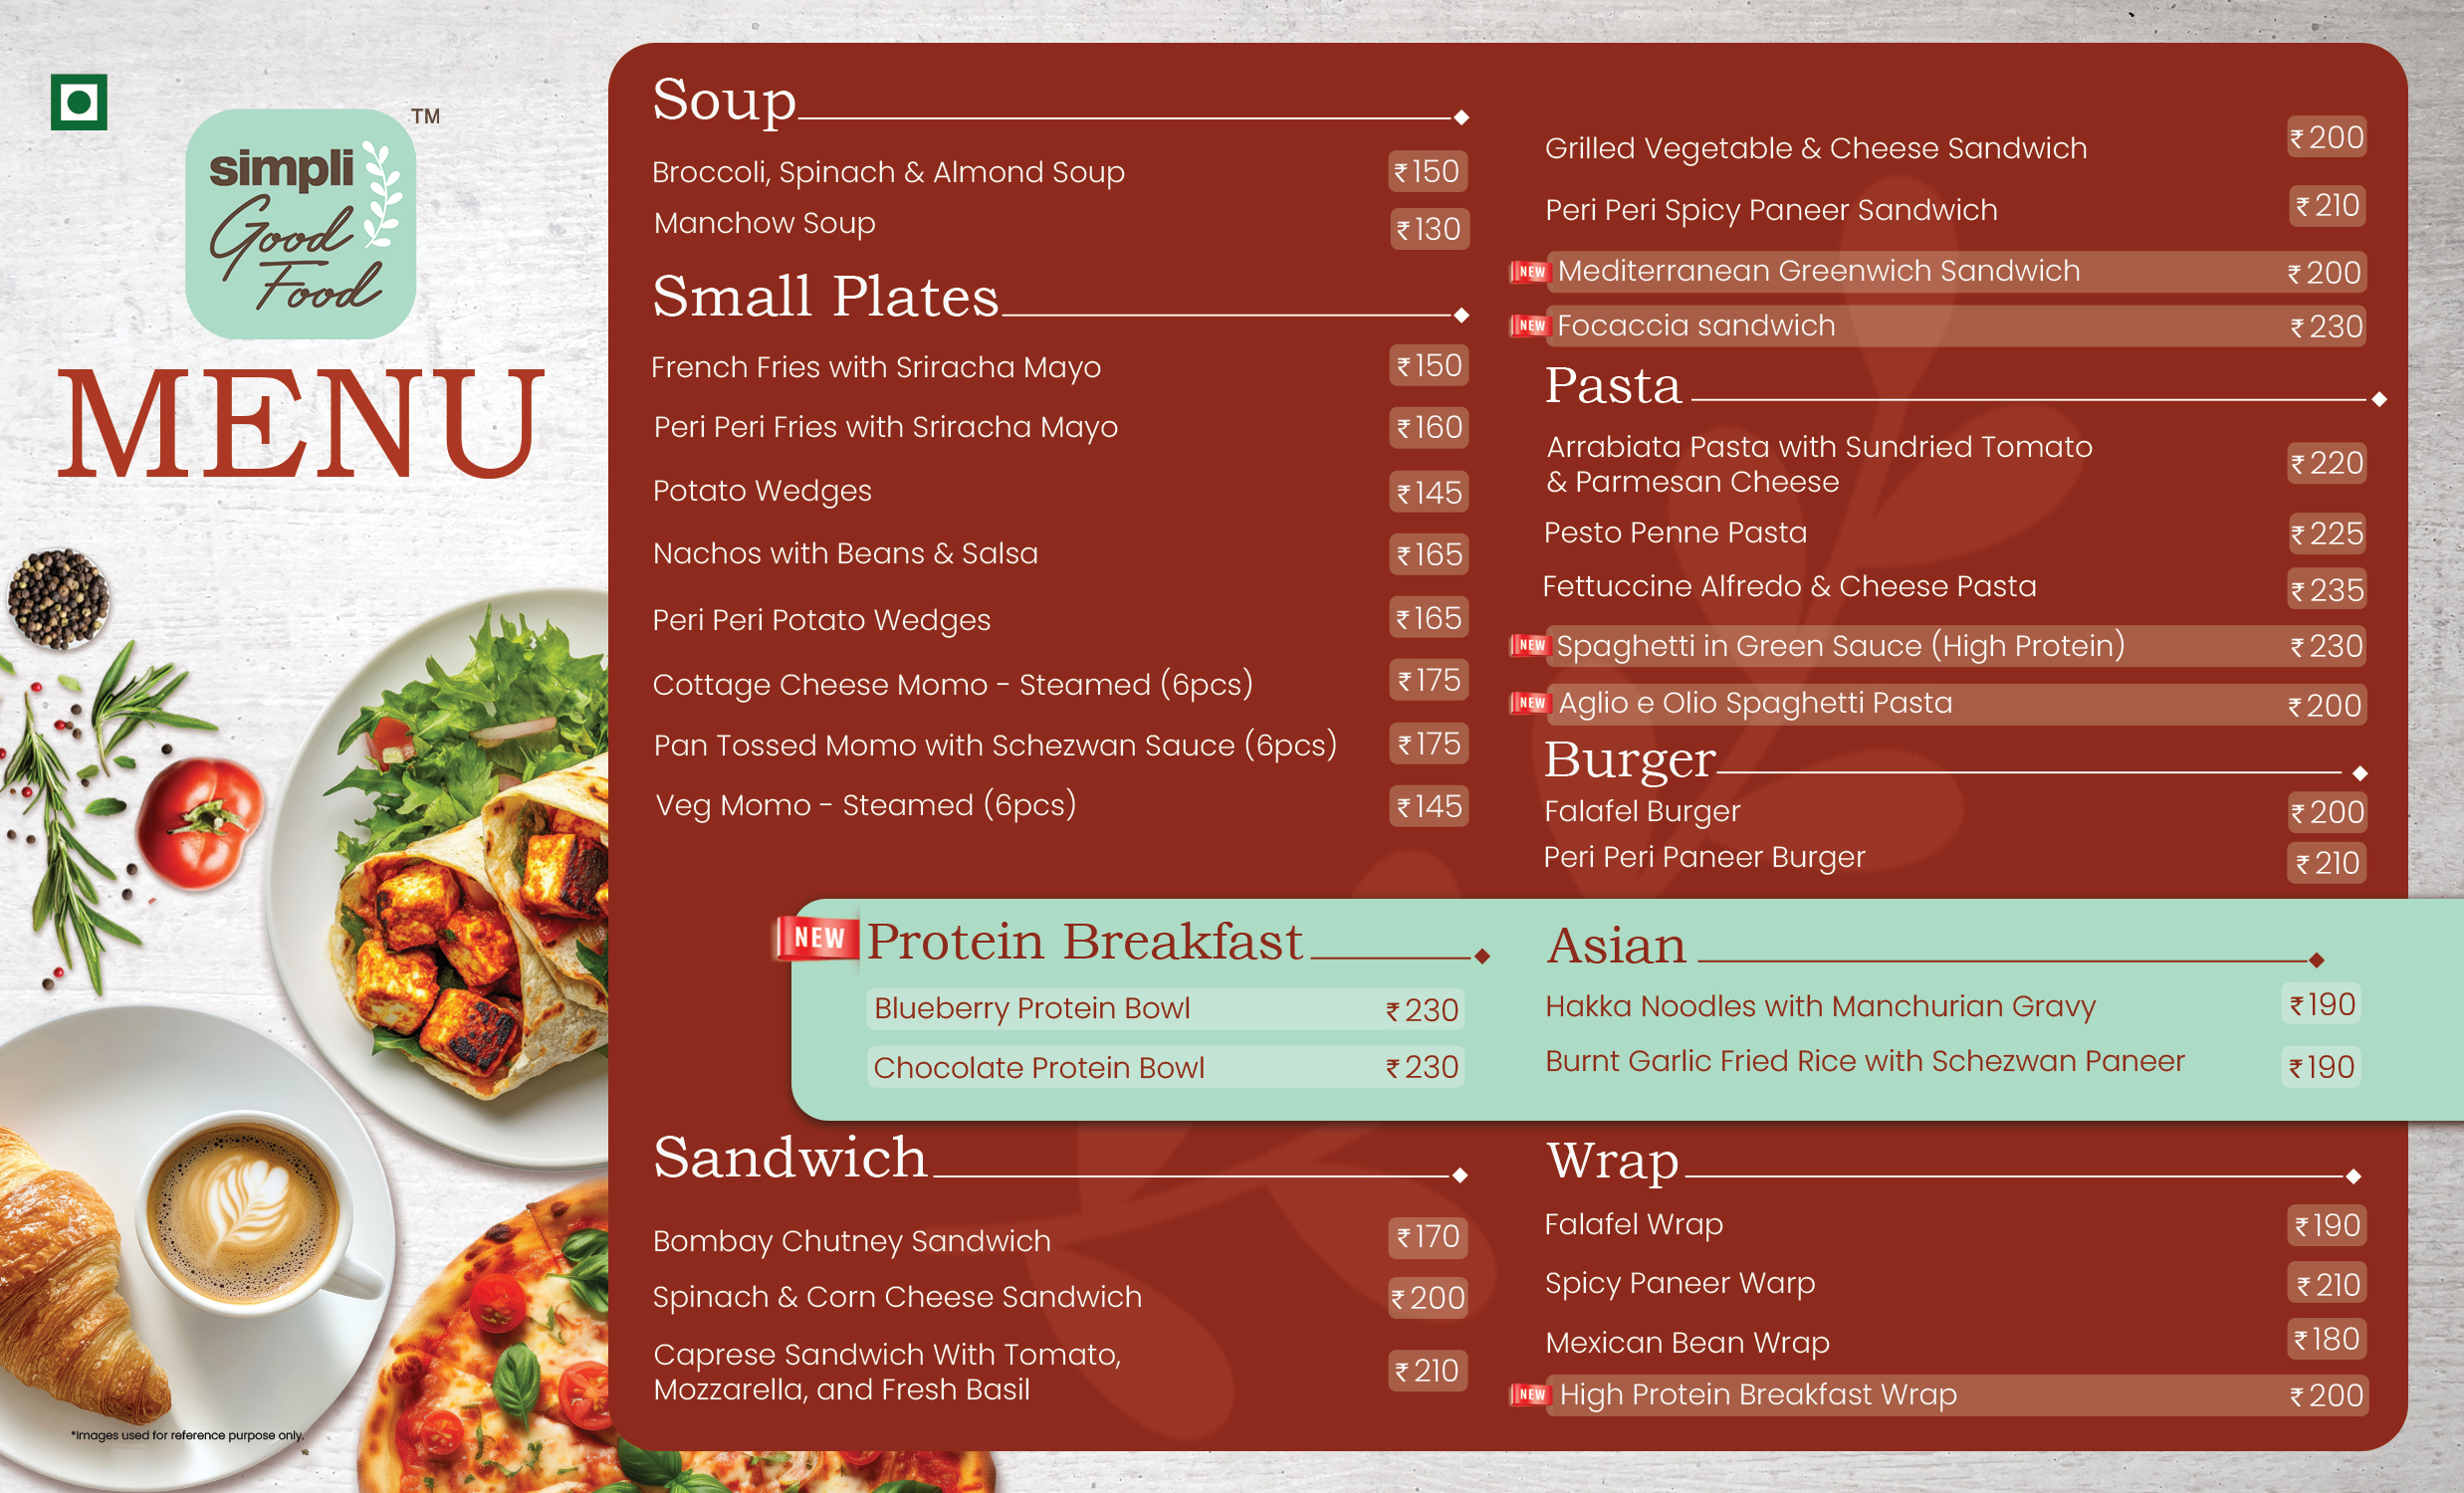 simpli
Good
Food
TM
MENU
*Images used for reference purpose only.
Soup
Broccoli, Spinach & Almond Soup ₹150
Manchow Soup ₹130
Small Plates
French Fries with Sriracha Mayo ₹150
Peri Peri Fries with Sriracha Mayo ₹160
Potato Wedges ₹145
Nachos with Beans & Salsa ₹165
Peri Peri Potato Wedges ₹165
Cottage Cheese Momo - Steamed (6pcs) ₹175
Pan Tossed Momo with Schezwan Sauce (6pcs) ₹175
Veg Momo - Steamed (6pcs) ₹145
Grilled Vegetable & Cheese Sandwich ₹200
Peri Peri Spicy Paneer Sandwich ₹210
NEW Mediterranean Greenwich Sandwich ₹200
NEW Focaccia sandwich ₹230
Pasta
Arrabiata Pasta with Sundried Tomato
& Parmesan Cheese ₹220
Pesto Penne Pasta ₹225
Fettuccine Alfredo & Cheese Pasta ₹235
NEW Spaghetti in Green Sauce (High Protein) ₹230
NEW Aglio e Olio Spaghetti Pasta ₹200
Burger
Falafel Burger ₹200
Peri Peri Paneer Burger ₹210
NEW Protein Breakfast
Blueberry Protein Bowl ₹230
Chocolate Protein Bowl ₹230
Asian
Hakka Noodles with Manchurian Gravy ₹190
Burnt Garlic Fried Rice with Schezwan Paneer ₹190
Sandwich
Bombay Chutney Sandwich ₹170
Spinach & Corn Cheese Sandwich ₹200
Caprese Sandwich With Tomato,
Mozzarella, and Fresh Basil ₹210
Wrap
Falafel Wrap ₹190
Spicy Paneer Warp ₹210
Mexican Bean Wrap ₹180
NEW High Protein Breakfast Wrap ₹200